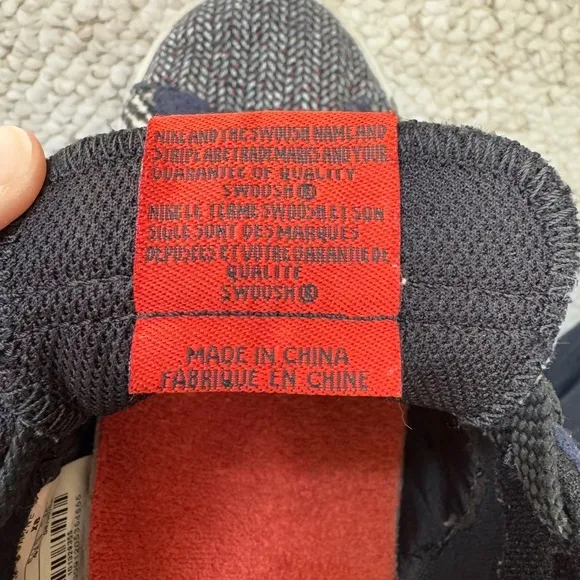 NIKE AND THE SWOOSH NAME AND
STRIPE ARE TRADEMARKS AND YOUR
GUARANTEE OF QUALITY
SWOOSH®
NIKE LE TERME SWOOSH ET SON
SIGLE SONT DES MARQUES
DEPOSEES ET VOTRE GARANTIE DE
QUALITE
SWOOSH®
MADE IN CHINA
FABRIQUE EN CHINE